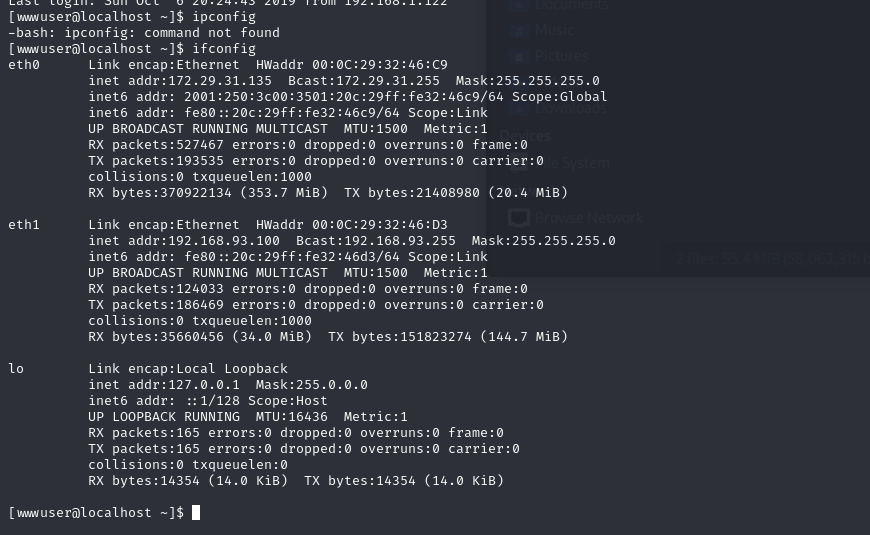 Last login: Sun Oct  6 20:24:43 2019 from 192.168.1.122
[wwwuser@localhost ~]$ ipconfig
-bash: ipconfig: command not found
[wwwuser@localhost ~]$ ifconfig
eth0      Link encap:Ethernet  HWaddr 00:0C:29:32:46:C9
          inet addr:172.29.31.135  Bcast:172.29.31.255  Mask:255.255.255.0
          inet6 addr: 2001:250:3c00:3501:20c:29ff:fe32:46c9/64 Scope:Global
          inet6 addr: fe80::20c:29ff:fe32:46c9/64 Scope:Link
          UP BROADCAST RUNNING MULTICAST  MTU:1500  Metric:1
          RX packets:527467 errors:0 dropped:0 overruns:0 frame:0
          TX packets:193535 errors:0 dropped:0 overruns:0 carrier:0
          collisions:0 txqueuelen:1000
          RX bytes:370922134 (353.7 MiB)  TX bytes:21408980 (20.4 MiB)
eth1      Link encap:Ethernet  HWaddr 00:0C:29:32:46:D3
          inet addr:192.168.93.100  Bcast:192.168.93.255  Mask:255.255.255.0
          inet6 addr: fe80::20c:29ff:fe32:46d3/64 Scope:Link
          UP BROADCAST RUNNING MULTICAST  MTU:1500  Metric:1
          RX packets:124033 errors:0 dropped:0 overruns:0 frame:0
          TX packets:186469 errors:0 dropped:0 overruns:0 carrier:0
          collisions:0 txqueuelen:1000
          RX bytes:35660456 (34.0 MiB)  TX bytes:151823274 (144.7 MiB)
lo        Link encap:Local Loopback
          inet addr:127.0.0.1  Mask:255.0.0.0
          inet6 addr: ::1/128 Scope:Host
          UP LOOPBACK RUNNING  MTU:16436  Metric:1
          RX packets:165 errors:0 dropped:0 overruns:0 frame:0
          TX packets:165 errors:0 dropped:0 overruns:0 carrier:0
          collisions:0 txqueuelen:0
          RX bytes:14354 (14.0 KiB)  TX bytes:14354 (14.0 KiB)
[wwwuser@localhost ~]$
Documents
Music
Pictures
Downloads
Devices
File System
Browse Network